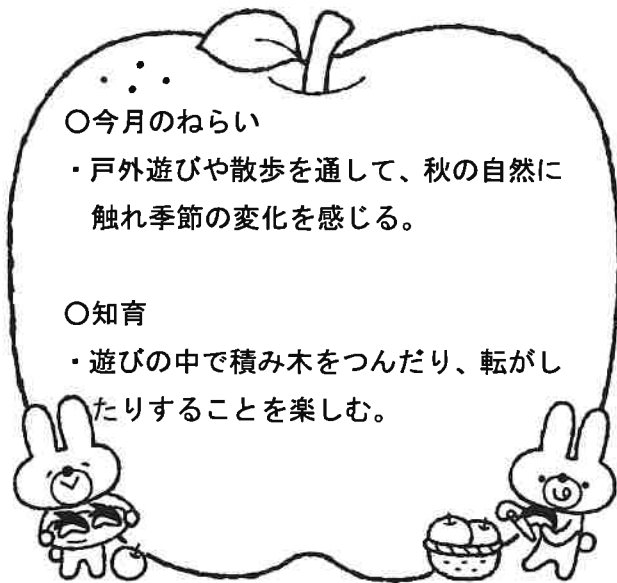 ○今月のねらい
・戸外遊びや散歩を通して、秋の自然に
触れ季節の変化を感じる。
○知育
・遊びの中で積み木をつんだり、転がし
たりすることを楽しむ。